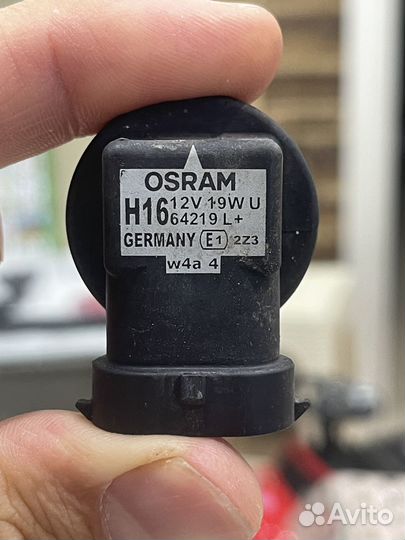 OSRAM
H16 12V 19W U
64219 L+
GERMANY E1 2Z3
w4a 4
Avito